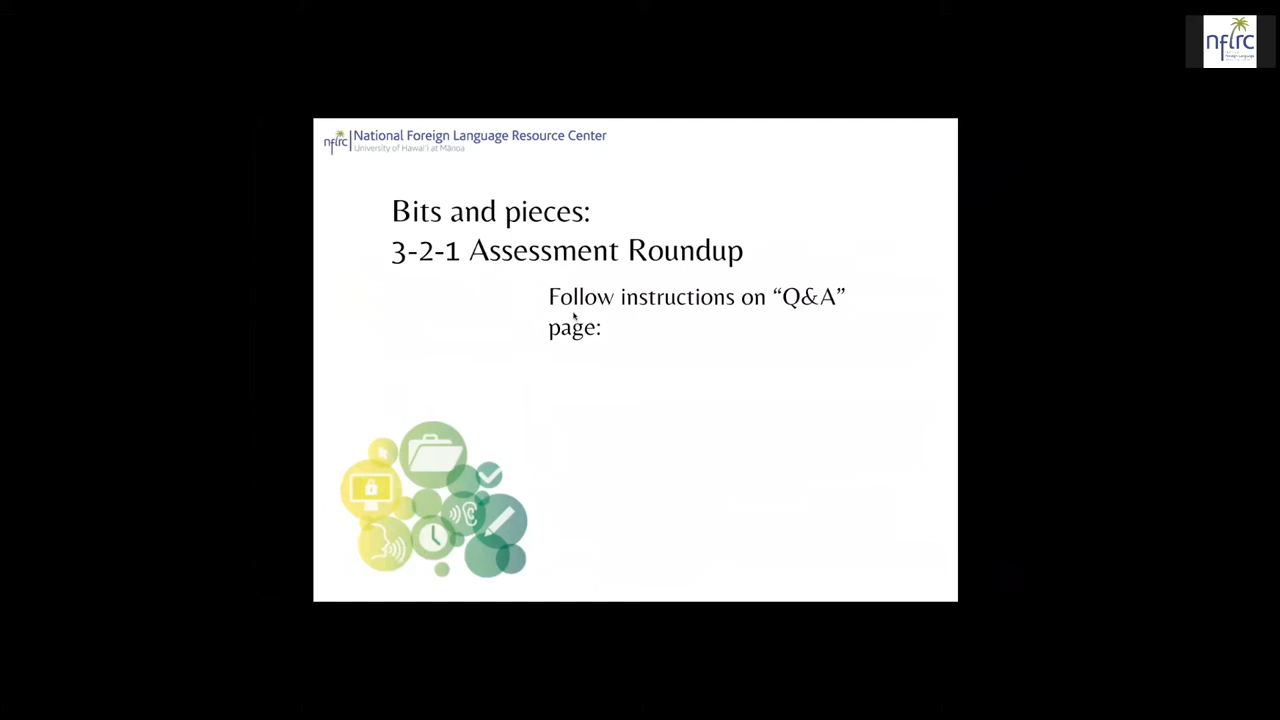 nflrc
nflrc National Foreign Language Resource Center
University of Hawai'i at Mānoa
Bits and pieces:
3-2-1 Assessment Roundup
Follow instructions on “Q&A”
page: